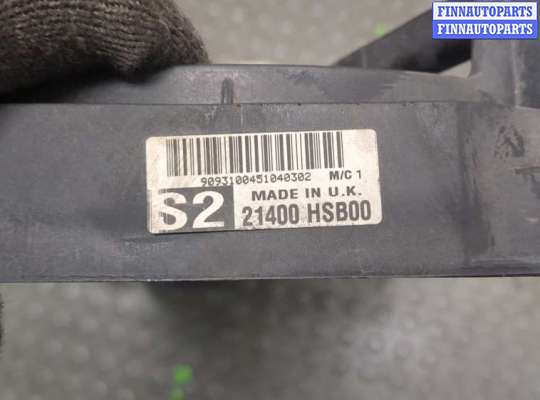 FINNAUTOPARTS
FINNAUTOPARTS
9093100451040302 M/C 1
S2 MADE IN U.K.
21400 HSB00